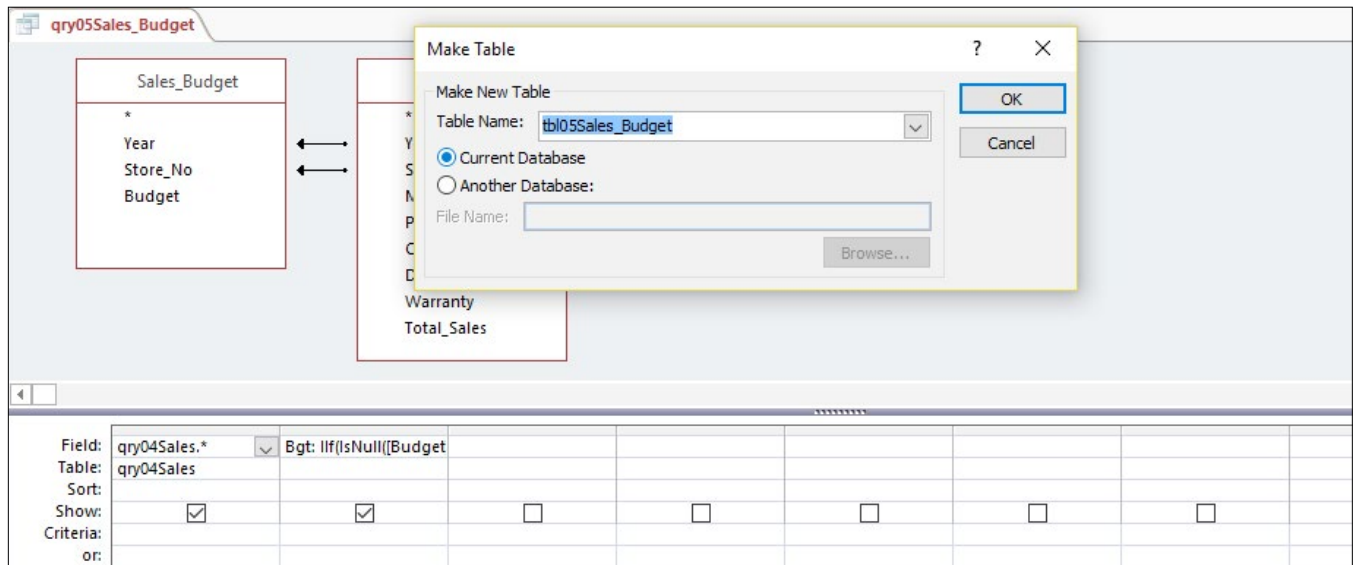 qry05Sales_Budget
Sales_Budget
*
Year
Store_No
Budget
*
Warranty
Total_Sales
Make Table
?
Make New Table
Table Name: tbl05Sales_Budget
Current Database
Another Database:
File Name:
Browse...
OK
Cancel
Field: qry04Sales.* Bgt: IIf(IsNull([Budget
Table: qry04Sales
Sort:
Show:
Criteria:
or: